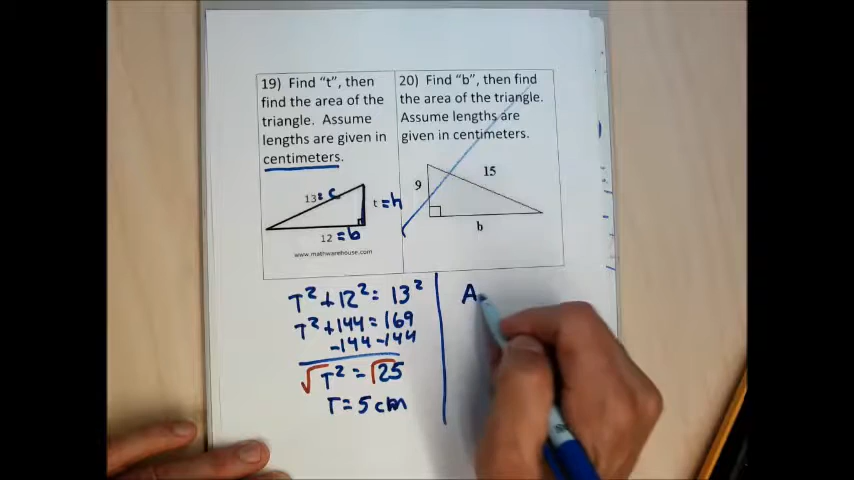 19) Find "t", then
find the area of the
triangle. Assume
lengths are given in
centimeters.
13 = c
t = h
12 = b
www.mathwarehouse.com
20) Find "b", then find
the area of the triangle.
Assume lengths are
given in centimeters.
15
9
b
T² + 12² = 13²
T² + 144 = 169
-144 -144
√T² = √25
T = 5 cm
A